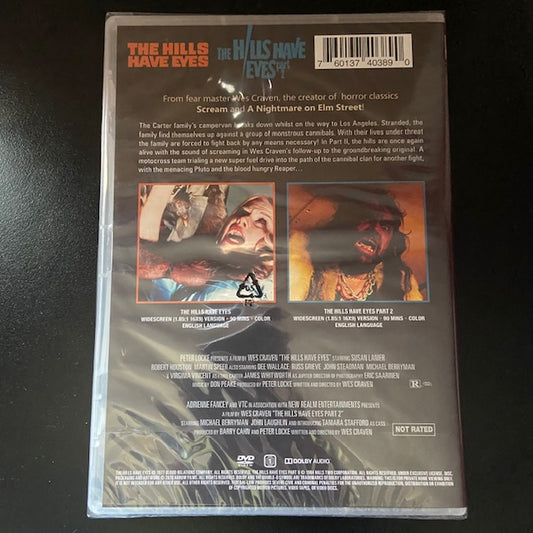 THE HILLS
HAVE EYES
THE HILLS HAVE
EYES part 2
7 60137 40389 0
From fear master Wes Craven, the creator of horror classics
Scream and A Nightmare on Elm Street!
The Carter family's campervan breaks down whilst on the way to Los Angeles. Stranded, the
family find themselves up against a group of monstrous cannibals. With their lives under threat
the family are forced to fight back by any means necessary! In Part II, the hills are once again
alive with the sound of screaming in Wes Craven's follow-up to the groundbreaking original. A
motocross team trialing a new super fuel drive into the path of the cannibal clan for another fight,
with the menacing Pluto and the blood hungry Reaper...
THE HILLS HAVE EYES
WIDESCREEN (1.85:1 16X9) VERSION • 90 MINS • COLOR
ENGLISH LANGUAGE
THE HILLS HAVE EYES PART 2
WIDESCREEN (1.85:1 16X9) VERSION • 90 MINS • COLOR
ENGLISH LANGUAGE
PETER LOCKE PRESENTS A FILM BY WES CRAVEN "THE HILLS HAVE EYES" STARRING SUSAN LANIER
ROBERT HOUSTON MARTIN SPEER ALSO STARRING DEE WALLACE RUSS GRIEVE JOHN STEADMAN MICHAEL BERRYMAN
& VIRGINIA VINCENT AS ETHEL CARTER JAMES WHITWORTH AS JUPITER DIRECTOR OF PHOTOGRAPHY ERIC SAARINEN
MUSIC BY DON PEAKE PRODUCED BY PETER LOCKE WRITTEN AND DIRECTED BY WES CRAVEN
R
ADRIENNE FANCEY AND VTC IN ASSOCIATION WITH NEW REALM ENTERTAINMENTS PRESENTS
A FILM BY WES CRAVEN "THE HILLS HAVE EYES PART 2"
STARRING MICHAEL BERRYMAN JOHN LAUGHLIN AND INTRODUCING TAMARA STAFFORD AS CASS
PRODUCED BY BARRY CAHN AND PETER LOCKE WRITTEN AND DIRECTED BY WES CRAVEN
NOT RATED
DVD
1
DOLBY AUDIO